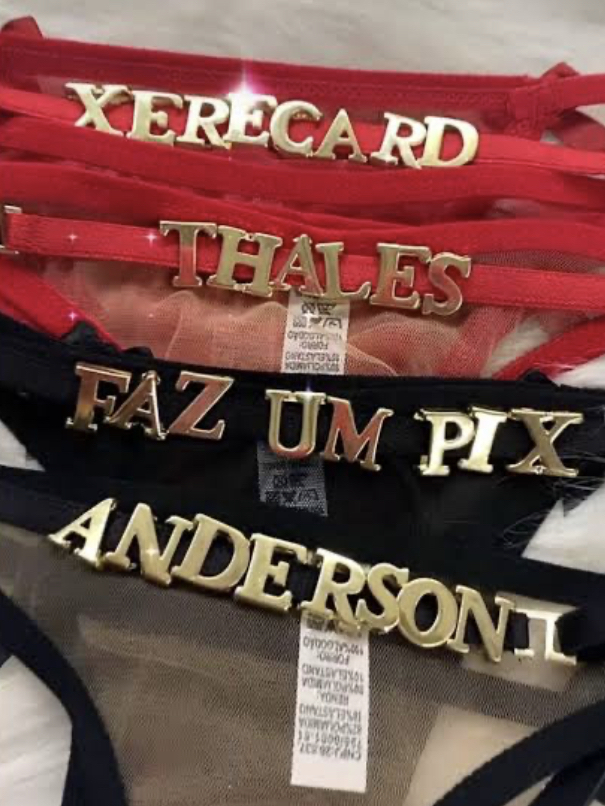 XERECARD
THALES
FAZ UM PIX
ANDERSON L